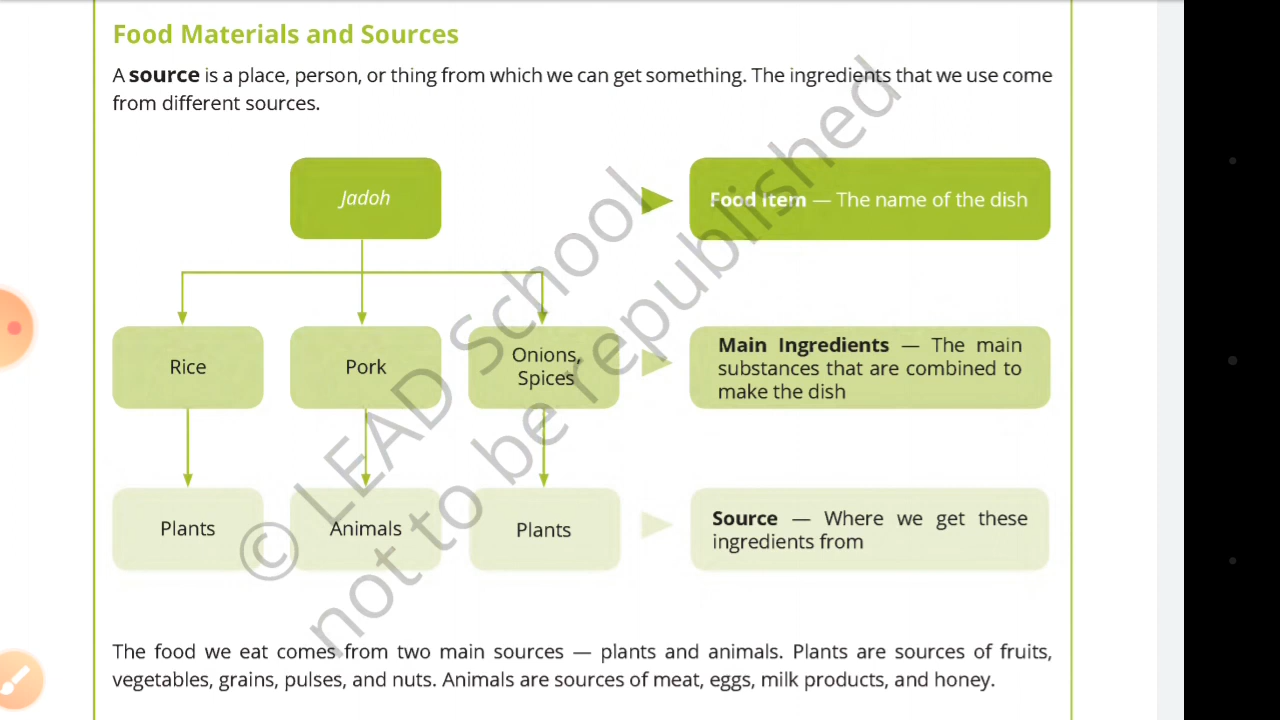 Food Materials and Sources
A source is a place, person, or thing from which we can get something. The ingredients that we use come
from different sources.
Jadoh
Food Item — The name of the dish
Rice
Pork
Onions,
Spices
Main Ingredients — The main
substances that are combined to
make the dish
Plants
Animals
Plants
Source — Where we get these
ingredients from
The food we eat comes from two main sources — plants and animals. Plants are sources of fruits,
vegetables, grains, pulses, and nuts. Animals are sources of meat, eggs, milk products, and honey.
© LEAD School
not to be republished